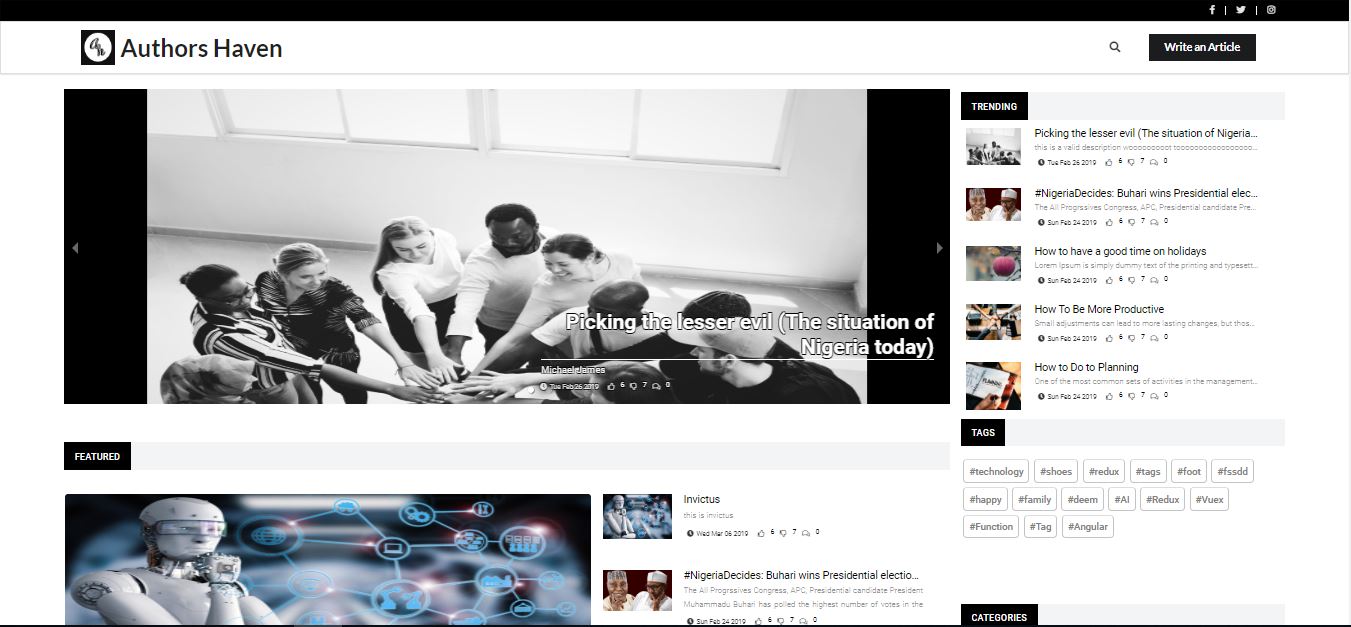 Authors Haven
Write an Article
Picking the lesser evil (The situation of
Nigeria today)
Michael James
Tue Feb 26 2019 6 7 0
FEATURED
Invictus
this is invictus
Wed Mar 06 2019 6 7 0
#NigeriaDecides: Buhari wins Presidential electio...
The All Progrssives Congress, APC, Presidential candidate President
Muhammadu Buhari has polled the highest number of votes in the
Sun Feb 24 2019 6 7 0
TRENDING
Picking the lesser evil (The situation of Nigeria...
Tue Feb 26 2019 6 7 0
#NigeriaDecides: Buhari wins Presidential elec...
The All Progrssives Congress, APC, Presidential candidate Pre...
Sun Feb 24 2019 6 7 0
How to have a good time on holidays
Lorem Ipsum is simply dummy text of the printing and typesett...
Sun Feb 24 2019 6 7 0
How To Be More Productive
Small adjustments can lead to more lasting changes, but thos...
Sun Feb 24 2019 6 7 0
How to Do to Planning
One of the most common sets of activities in the management...
Sun Feb 24 2019 6 7 0
TAGS
#technology #shoes #redux #tags #foot #fssdd
#happy #family #deem #AI #Redux #Vuex
#Function #Tag #Angular
CATEGORIES